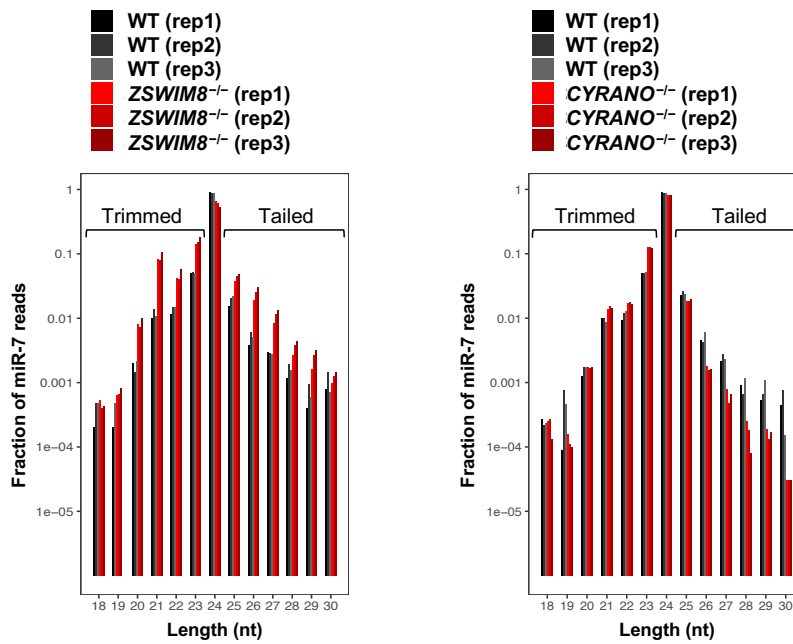 WT (rep1)
WT (rep2)
WT (rep3)
ZSWIM8−/− (rep1)
ZSWIM8−/− (rep2)
ZSWIM8−/− (rep3)
Fraction of miR-7 reads
1
0.1
0.01
0.001
1e−04
1e−05
Trimmed
Tailed
18 19 20 21 22 23 24 25 26 27 28 29 30
Length (nt)
WT (rep1)
WT (rep2)
WT (rep3)
CYRANO−/− (rep1)
CYRANO−/− (rep2)
CYRANO−/− (rep3)
Fraction of miR-7 reads
1
0.1
0.01
0.001
1e−04
1e−05
Trimmed
Tailed
18 19 20 21 22 23 24 25 26 27 28 29 30
Length (nt)